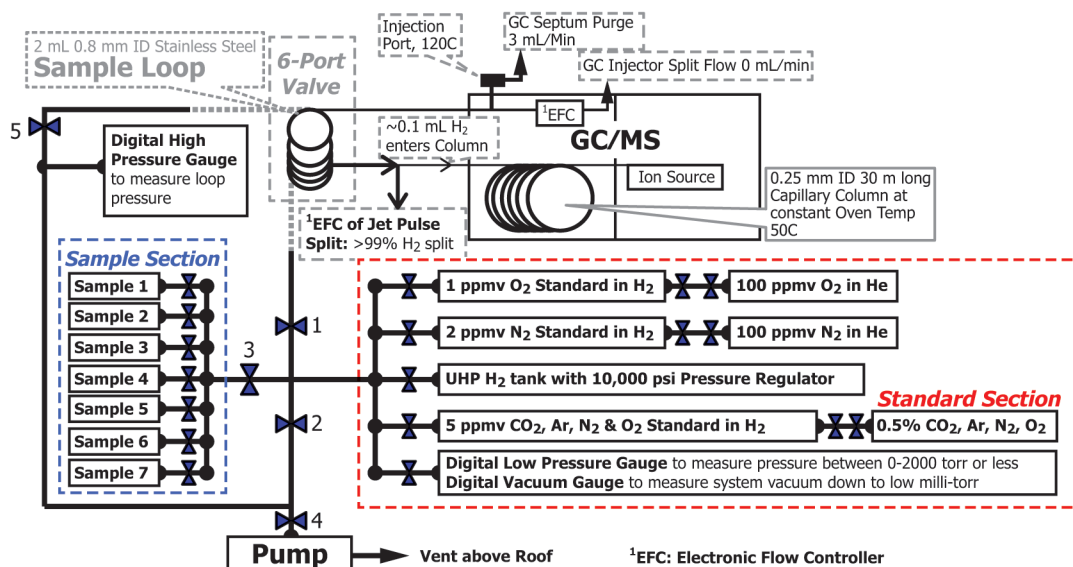 2 mL 0.8 mm ID Stainless Steel
Sample Loop
6-Port
Valve
Injection
Port, 120C
GC Septum Purge
3 mL/Min
GC Injector Split Flow 0 mL/min
¹EFC
GC/MS
~0.1 mL H₂
enters Column
Ion Source
5
Digital High
Pressure Gauge
to measure loop
pressure
0.25 mm ID 30 m long
Capillary Column at
constant Oven Temp
50C
¹EFC of Jet Pulse
Split: >99% H₂ split
Sample Section
Sample 1
Sample 2
Sample 3
Sample 4
Sample 5
Sample 6
Sample 7
3
1
2
4
1 ppmv O₂ Standard in H₂
100 ppmv O₂ in He
2 ppmv N₂ Standard in H₂
100 ppmv N₂ in He
UHP H₂ tank with 10,000 psi Pressure Regulator
Standard Section
5 ppmv CO₂, Ar, N₂ & O₂ Standard in H₂
0.5% CO₂, Ar, N₂, O₂
Digital Low Pressure Gauge to measure pressure between 0-2000 torr or less
Digital Vacuum Gauge to measure system vacuum down to low milli-torr
Pump
Vent above Roof
¹EFC: Electronic Flow Controller